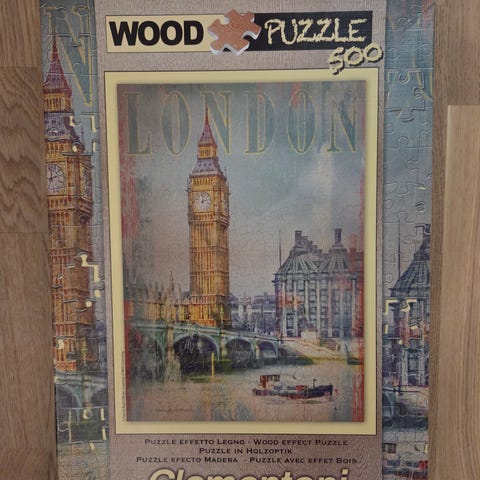 WOOD PUZZLE
500
LONDON
PUZZLE EFFETTO LEGNO · WOOD EFFECT PUZZLE
PUZZLE IN HOLZOPTIK
PUZZLE EFECTO MADERA · PUZZLE AVEC EFFET BOIS
Clementoni